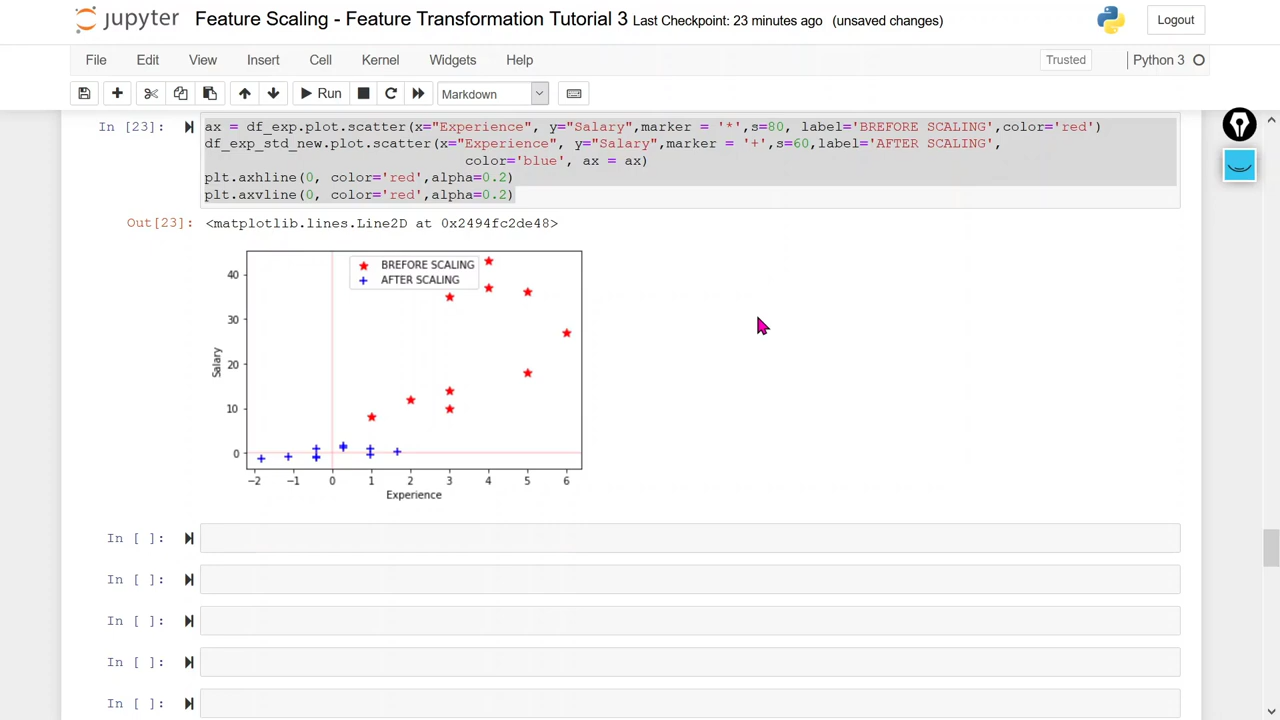 jupyter Feature Scaling - Feature Transformation Tutorial 3 Last Checkpoint: 23 minutes ago (unsaved changes) Logout
File Edit View Insert Cell Kernel Widgets Help Trusted Python 3
Run Markdown
In [23]: ax = df_exp.plot.scatter(x="Experience", y="Salary",marker = '*',s=80, label='BREFORE SCALING',color='red')
df_exp_std_new.plot.scatter(x="Experience", y="Salary",marker = '+',s=60,label='AFTER SCALING',
color='blue', ax = ax)
plt.axhline(0, color='red',alpha=0.2)
plt.axvline(0, color='red',alpha=0.2)
Out[23]: <matplotlib.lines.Line2D at 0x2494fc2de48>
BREFORE SCALING
AFTER SCALING
40
30
20
10
0
Salary
-2 -1 0 1 2 3 4 5 6
Experience
In [ ]:
In [ ]:
In [ ]:
In [ ]:
In [ ]: